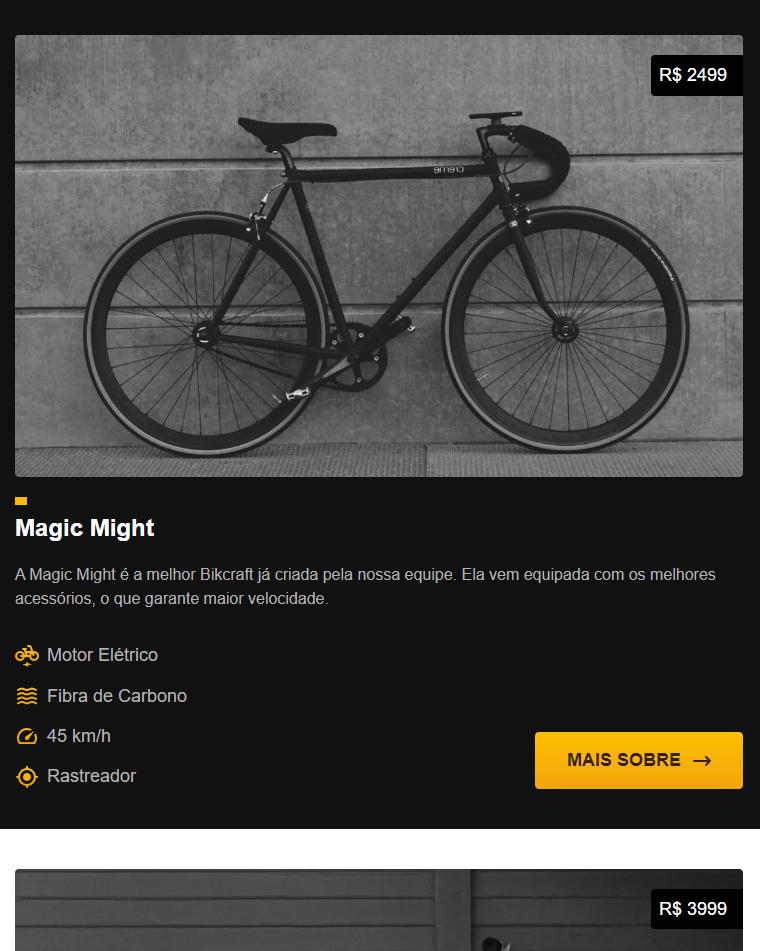 R$ 2499
creme
Magic Might
A Magic Might é a melhor Bikcraft já criada pela nossa equipe. Ela vem equipada com os melhores
acessórios, o que garante maior velocidade.
Motor Elétrico
Fibra de Carbono
45 km/h
Rastreador
MAIS SOBRE →
R$ 3999